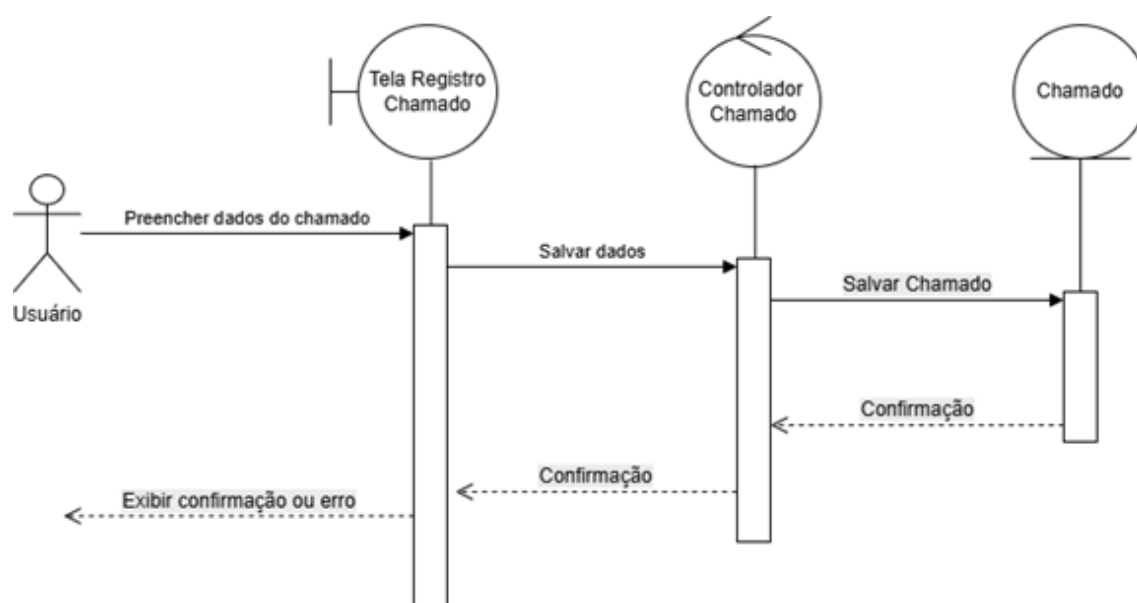 Tela Registro
Chamado
Controlador
Chamado
Chamado
Preencher dados do chamado
Usuário
Salvar dados
Salvar Chamado
Confirmação
Confirmação
Exibir confirmação ou erro